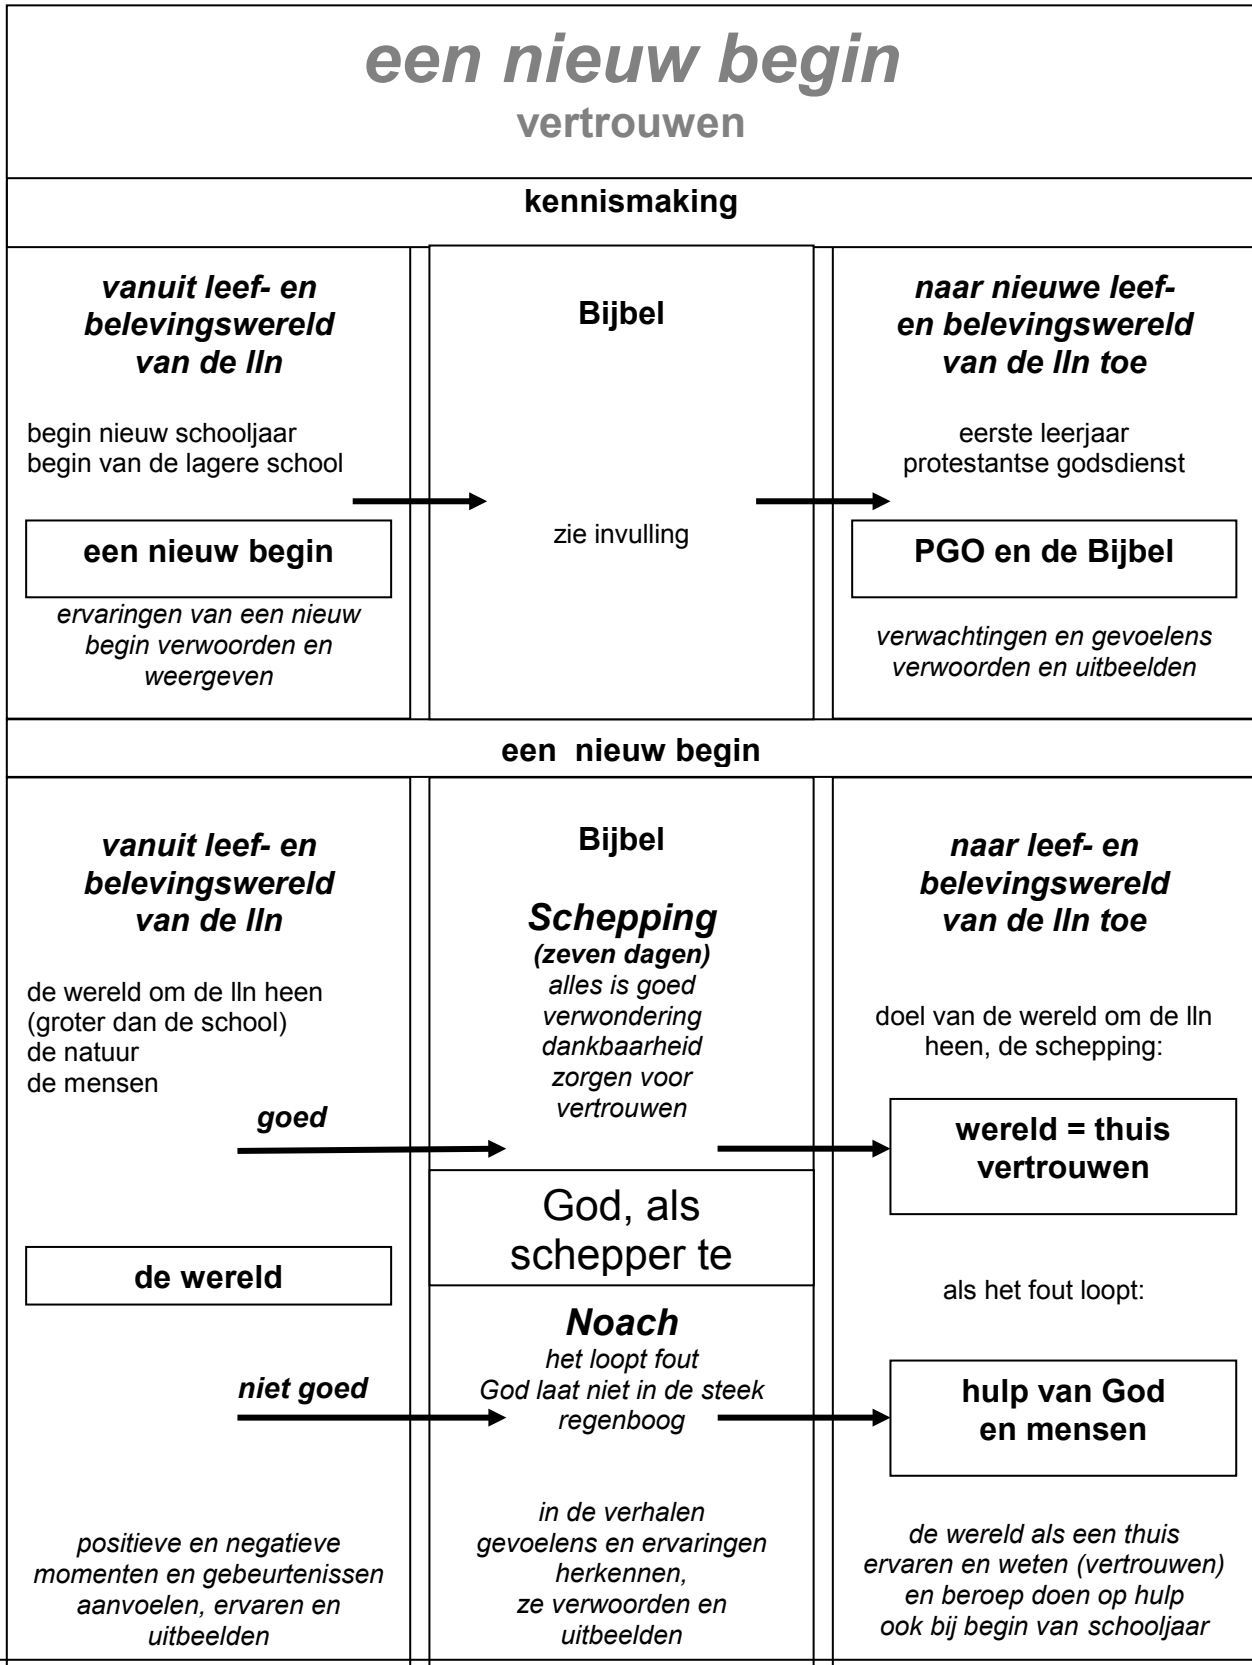 een nieuw begin
vertrouwen
kennismaking
vanuit leef- en
belevingswereld
van de lln
begin nieuw schooljaar
begin van de lagere school
een nieuw begin
ervaringen van een nieuw
begin verwoorden en
weergeven
Bijbel
zie invulling
naar nieuwe leef-
en belevingswereld
van de lln toe
eerste leerjaar
protestantse godsdienst
PGO en de Bijbel
verwachtingen en gevoelens
verwoorden en uitbeelden
een nieuw begin
vanuit leef- en
belevingswereld
van de lln
de wereld om de lln heen
(groter dan de school)
de natuur
de mensen
goed
de wereld
niet goed
positieve en negatieve
momenten en gebeurtenissen
aanvoelen, ervaren en
uitbeelden
Bijbel
Schepping
(zeven dagen)
alles is goed
verwondering
dankbaarheid
zorgen voor
vertrouwen
God, als
schepper te
Noach
het loopt fout
God laat niet in de steek
regenboog
in de verhalen
gevoelens en ervaringen
herkennen,
ze verwoorden en
uitbeelden
naar leef- en
belevingswereld
van de lln toe
doel van de wereld om de lln
heen, de schepping:
wereld = thuis
vertrouwen
als het fout loopt:
hulp van God
en mensen
de wereld als een thuis
ervaren en weten (vertrouwen)
en beroep doen op hulp
ook bij begin van schooljaar